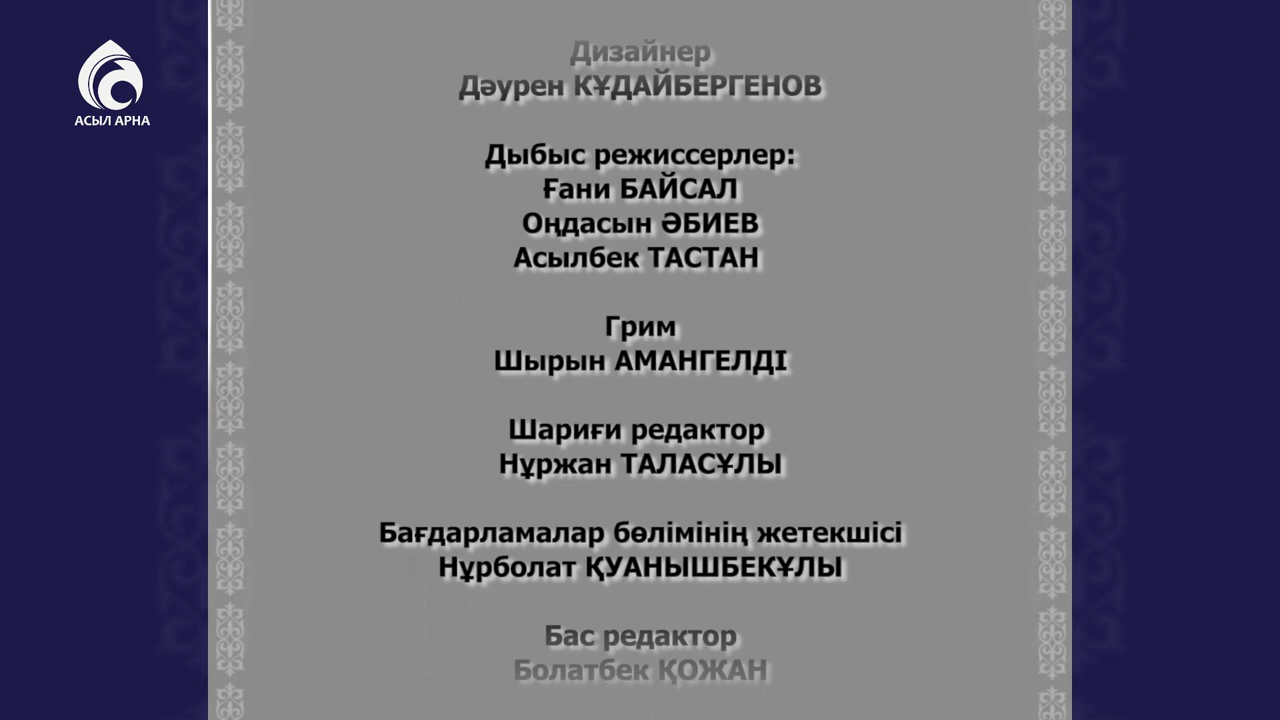 АСЫЛ АРНА
Дизайнер
Дәурен КҰДАЙБЕРГЕНОВ
Дыбыс режиссерлер:
Ғани БАЙСАЛ
Оңдасын ӘБИЕВ
Асылбек ТАСТАН
Грим
Шырын АМАНГЕЛДІ
Шариғи редактор
Нұржан ТАЛАСҰЛЫ
Бағдарламалар бөлімінің жетекшісі
Нұрболат ҚУАНЫШБЕКҰЛЫ
Бас редактор
Болатбек ҚОЖАН